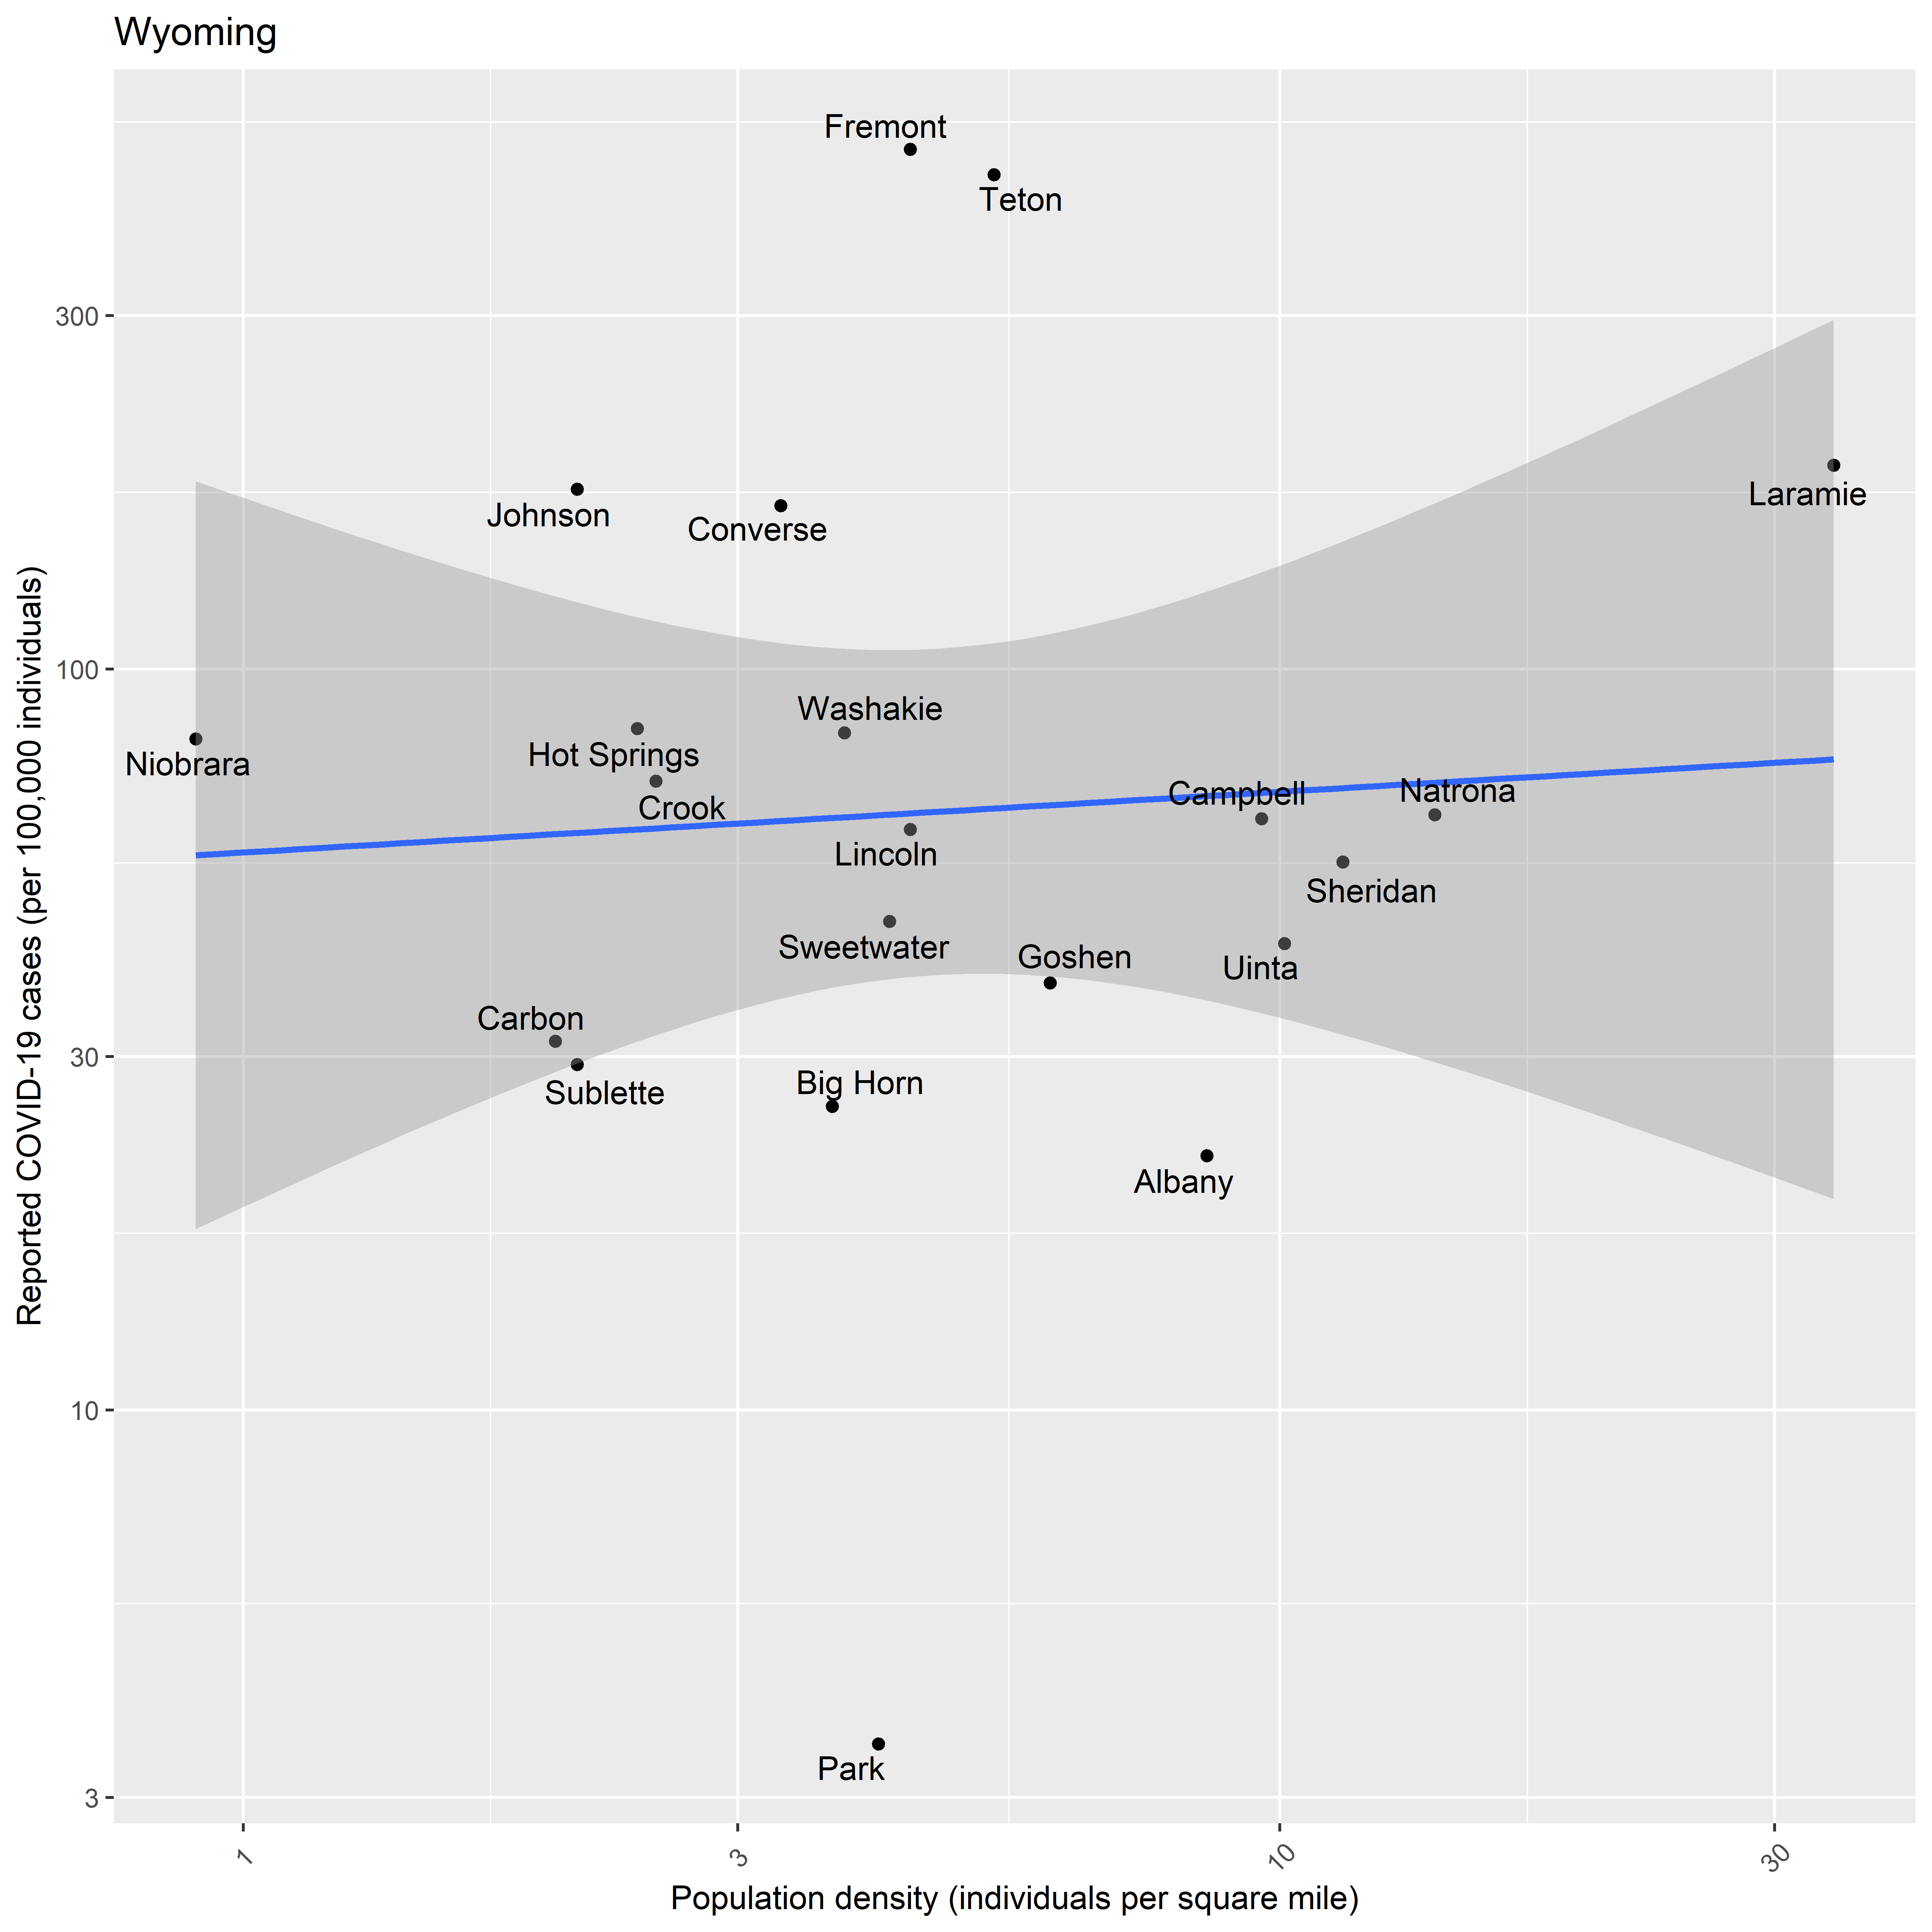 Wyoming
Fremont
Teton
300
Laramie
Johnson
Converse
Reported COVID-19 cases (per 100,000 individuals)
100
Washakie
Niobrara
Hot Springs
Crook
Campbell
Natrona
Lincoln
Sheridan
Sweetwater
Goshen
Uinta
Carbon
30
Sublette
Big Horn
Albany
10
Park
3
1
3
10
30
Population density (individuals per square mile)